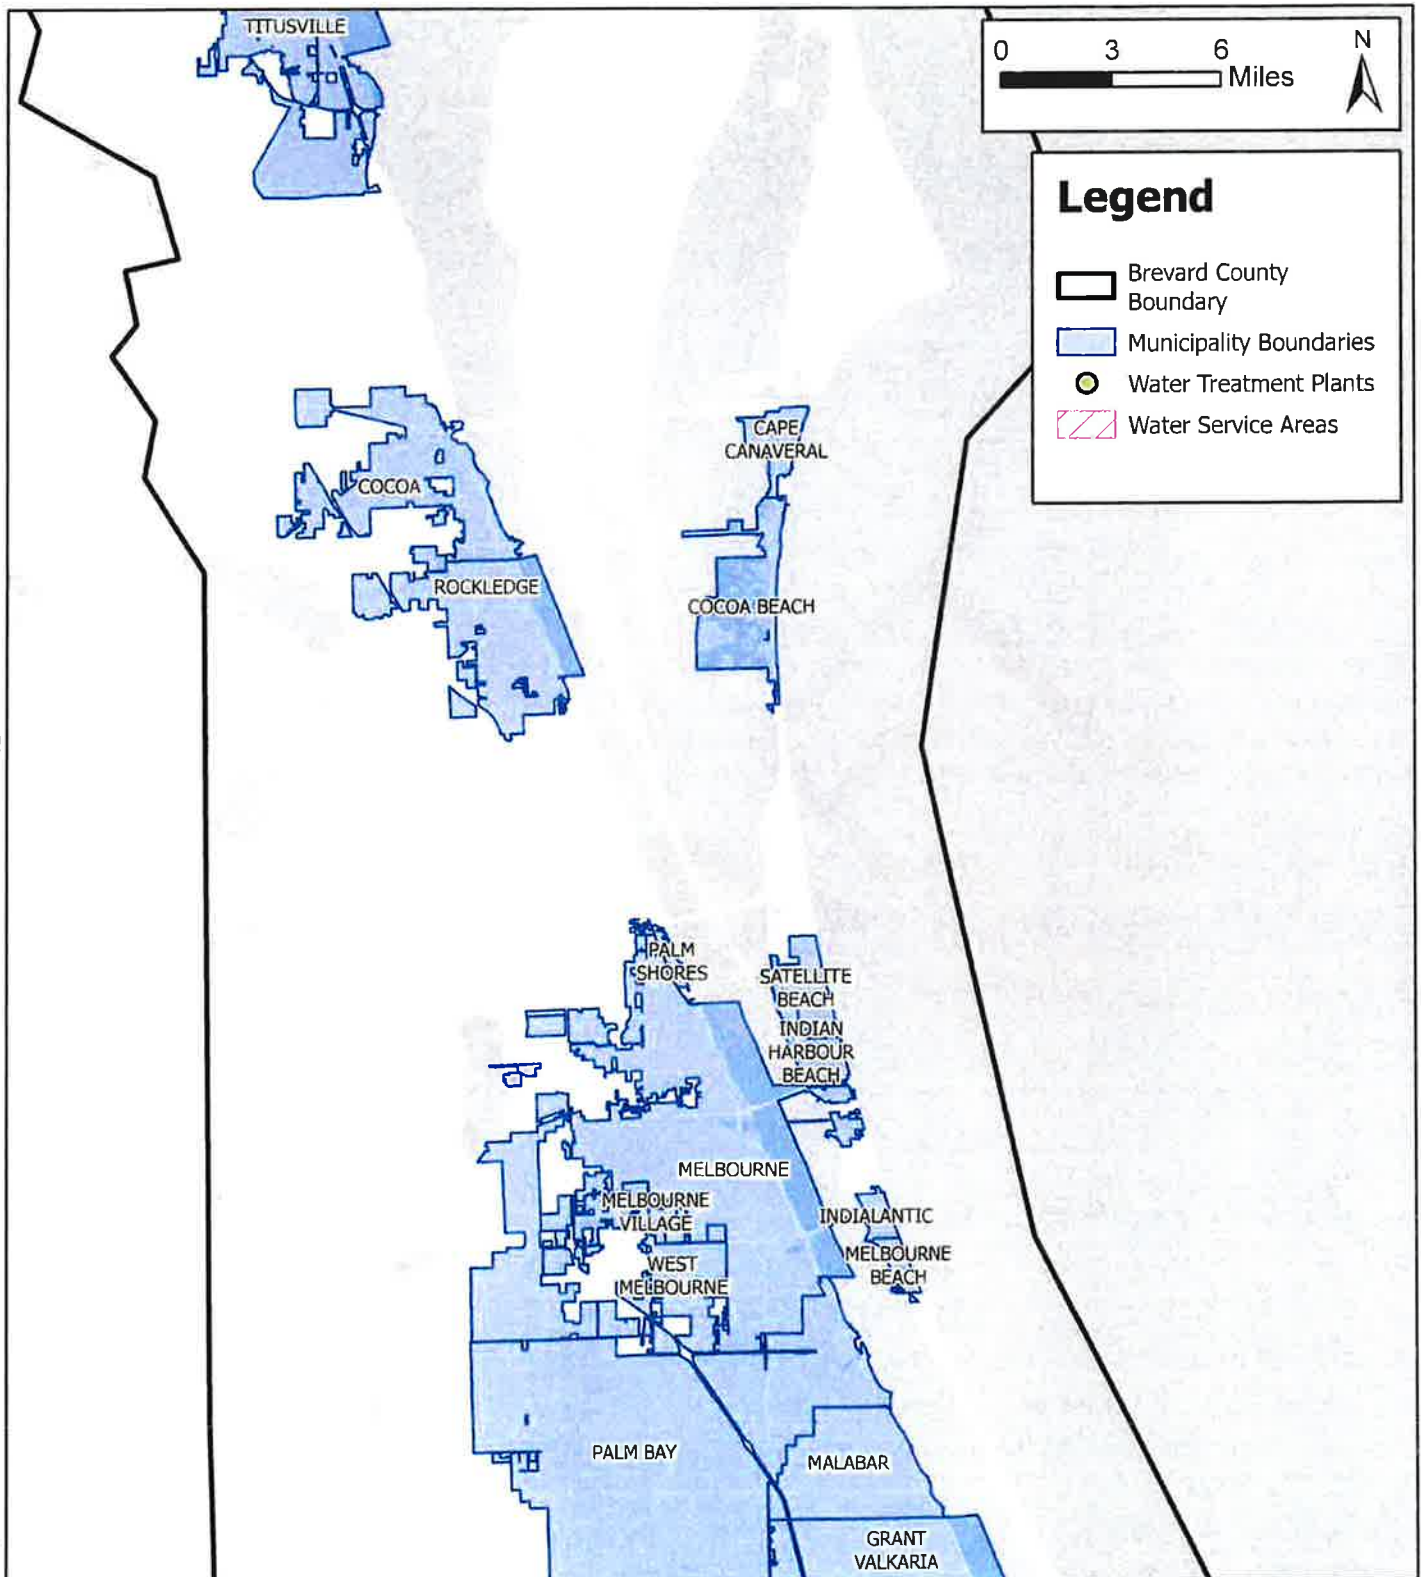 TITUSVILLE
0 3 6
Miles
N
Legend
Brevard County
Boundary
Municipality Boundaries
Water Treatment Plants
Water Service Areas
CAPE
CANAVERAL
COCOA
ROCKLEDGE
COCOA BEACH
PALM
SHORES
SATELLITE
BEACH
INDIAN
HARBOUR
BEACH
MELBOURNE
MELBOURNE
VILLAGE
INDIALANTIC
WEST
MELBOURNE
MELBOURNE
BEACH
PALM BAY
MALABAR
GRANT
VALKARIA